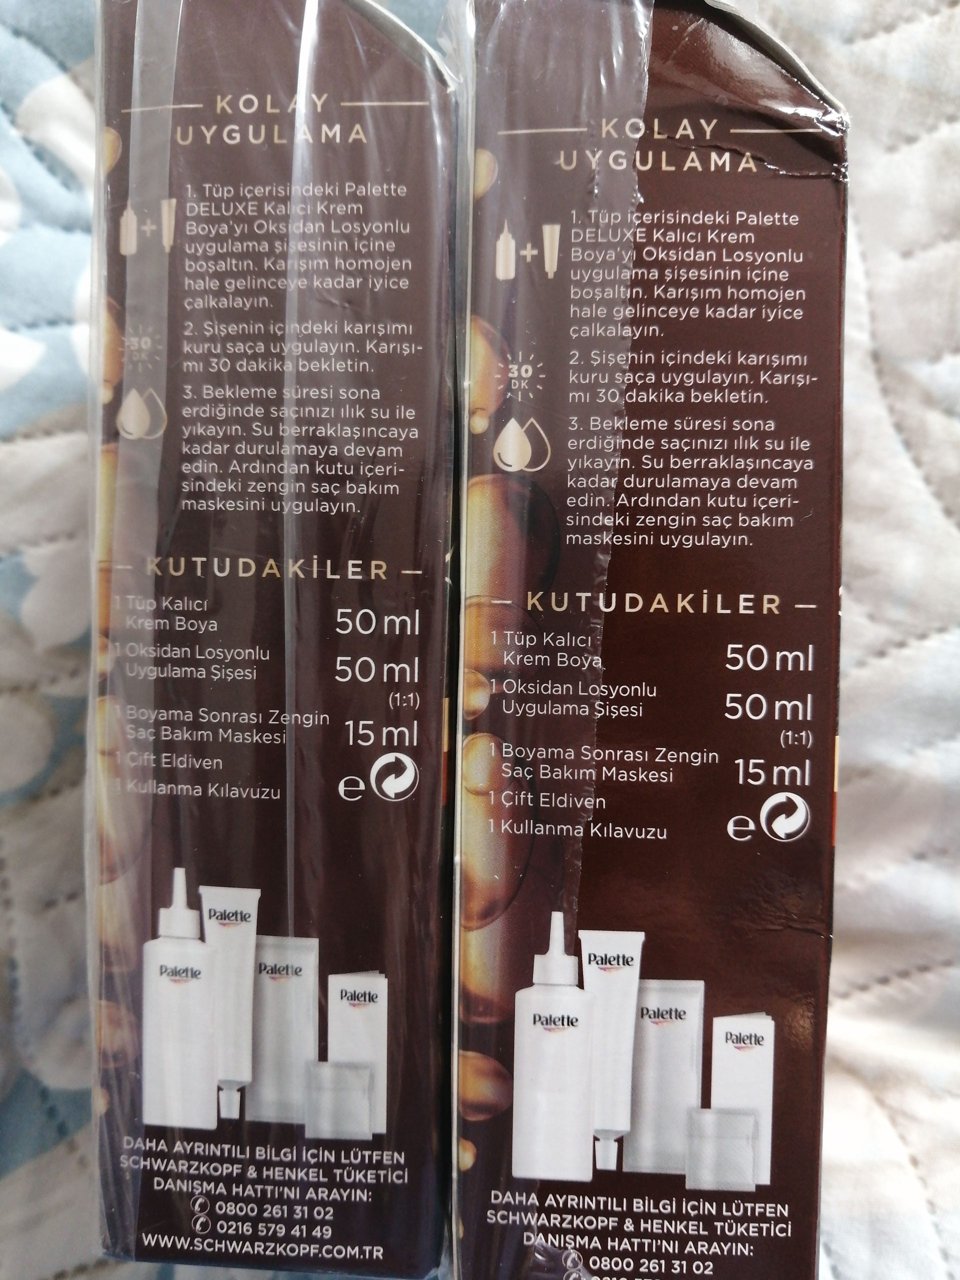 KOLAY
UYGULAMA
1. Tüp içerisindeki Palette
DELUXE Kalıcı Krem
Boya'yı Oksidan Losyonlu
uygulama şişesinin içine
boşaltın. Karışım homojen
hale gelinceye kadar iyice
çalkalayın.
30
2. Şişenin içindeki karışımı
kuru saça uygulayın. Karışı-
mı 30 dakika bekletin.
3. Bekleme süresi sona
erdiğinde saçınızı ılık su ile
yıkayın. Su berraklaşıncaya
kadar durulamaya devam
edin. Ardından kutu içeri-
sindeki zengin saç bakım
maskesini uygulayın.
KUTUDAKİLER
1 Tüp Kalıcı
Krem Boya 50 ml
1 Oksidan Losyonlu
Uygulama Şişesi 50 ml
(1:1)
1 Boyama Sonrası Zengin
Saç Bakım Maskesi 15 ml
1 Çift Eldiven
1 Kullanma Kılavuzu
e
Palette
Palette
Palette
Palette
DAHA AYRINTILI BİLGİ İÇİN LÜTFEN
SCHWARZKOPF & HENKEL TÜKETİCİ
DANIŞMA HATTI'NI ARAYIN:
0800 261 31 02
0216 579 41 49
WWW.SCHWARZKOPF.COM.TR
KOLAY
UYGULAMA
1. Tüp içerisindeki Palette
DELUXE Kalıcı Krem
Boya'yı Oksidan Losyonlu
uygulama şişesinin içine
boşaltın. Karışım homojen
hale gelinceye kadar iyice
çalkalayın.
30
DK
2. Şişenin içindeki karışımı
kuru saça uygulayın. Karışı-
mı 30 dakika bekletin.
3. Bekleme süresi sona
erdiğinde saçınızı ılık su ile
yıkayın. Su berraklaşıncaya
kadar durulamaya devam
edin. Ardından kutu içeri-
sindeki zengin saç bakım
maskesini uygulayın.
KUTUDAKİLER
1 Tüp Kalıcı
Krem Boya 50 ml
1 Oksidan Losyonlu
Uygulama Şişesi 50 ml
(1:1)
1 Boyama Sonrası Zengin
Saç Bakım Maskesi 15 ml
1 Çift Eldiven
1 Kullanma Kılavuzu
e
Palette
Palette
Palette
Palette
DAHA AYRINTILI BİLGİ İÇİN LÜTFEN
SCHWARZKOPF & HENKEL TÜKETİCİ
DANIŞMA HATTI'NI ARAYIN:
0800 261 31 02